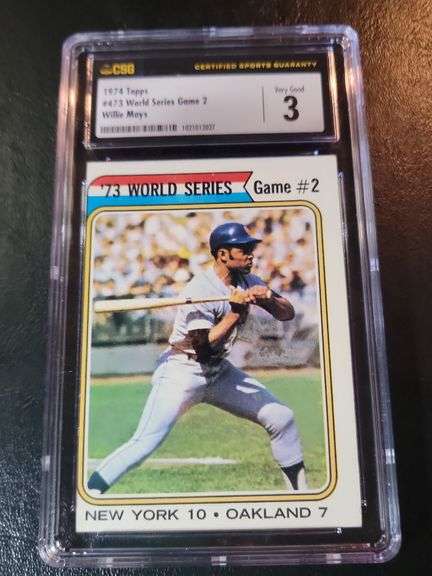 CSG CERTIFIED SPORTS GUARANTY
1974 Topps
#473 World Series Game 2
Willie Mays
1021012027
Very Good
3
'73 WORLD SERIES Game #2
NEW YORK 10 • OAKLAND 7